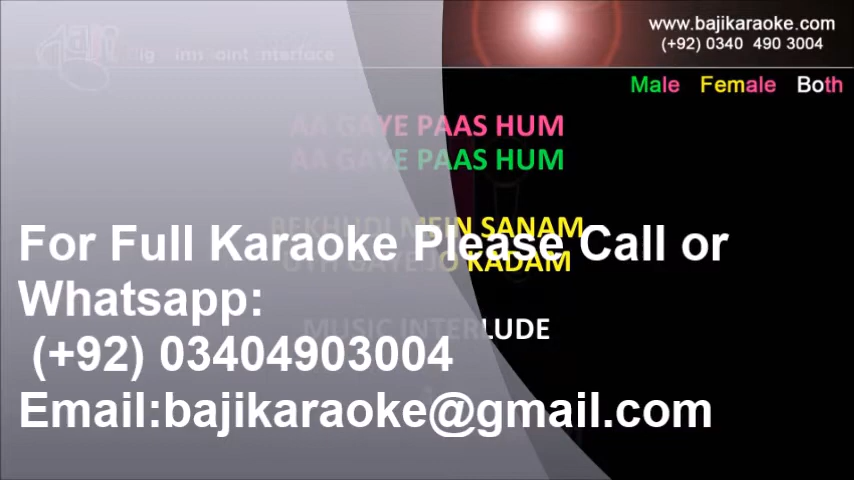 www.bajikaraoke.com
(+92) 0340 490 3004
Male Female Both
AA GAYE PAAS HUM
AA GAYE PAAS HUM
BEKHUDI MEIN SANAM
UTH GAYE JO KADAM
For Full Karaoke Please Call or
Whatsapp:
MUSIC INTERLUDE
(+92) 03404903004
Email:bajikaraoke@gmail.com